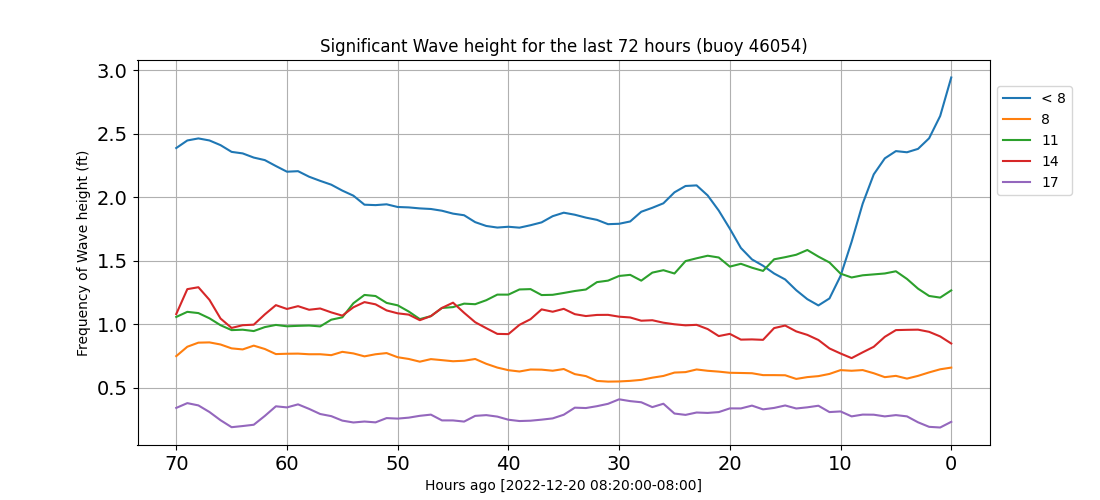 Significant Wave height for the last 72 hours (buoy 46054)
3.0
2.5
2.0
1.5
1.0
0.5
Frequency of Wave height (ft)
70 60 50 40 30 20 10 0
Hours ago [2022-12-20 08:20:00-08:00]
< 8
8
11
14
17